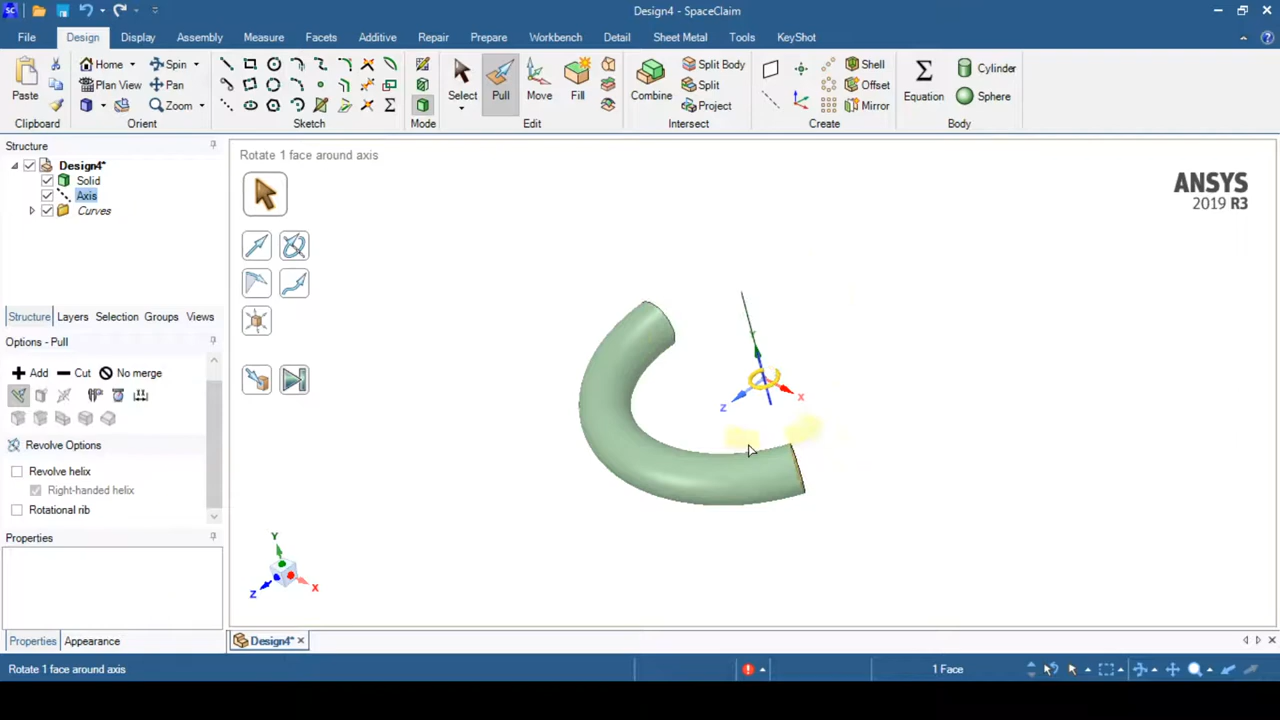 Design4 - SpaceClaim
File Design Display Assembly Measure Facets Additive Repair Prepare Workbench Detail Sheet Metal Tools KeyShot
Home Spin Split Body Shell Cylinder
Plan View Pan Split Offset
Zoom Project Mirror Sphere
Paste Select Pull Move Fill Combine Equation
Clipboard Orient Sketch Mode Edit Intersect Create Body
Structure
Design4*
Solid
Axis
Curves
Structure Layers Selection Groups Views
Options - Pull
Add Cut No merge
Revolve Options
Revolve helix
Right-handed helix
Rotational rib
Properties
Properties Appearance
Rotate 1 face around axis
ANSYS
2019 R3
Y
X
Z
Y
X
Z
Design4*
Rotate 1 face around axis
1 Face